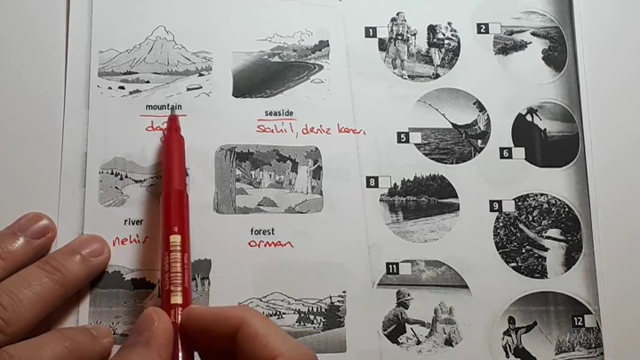 mountain
seaside
sahil, deniz kenarı
river
forest
nehir
orman
1
2
5
6
8
9
11
12